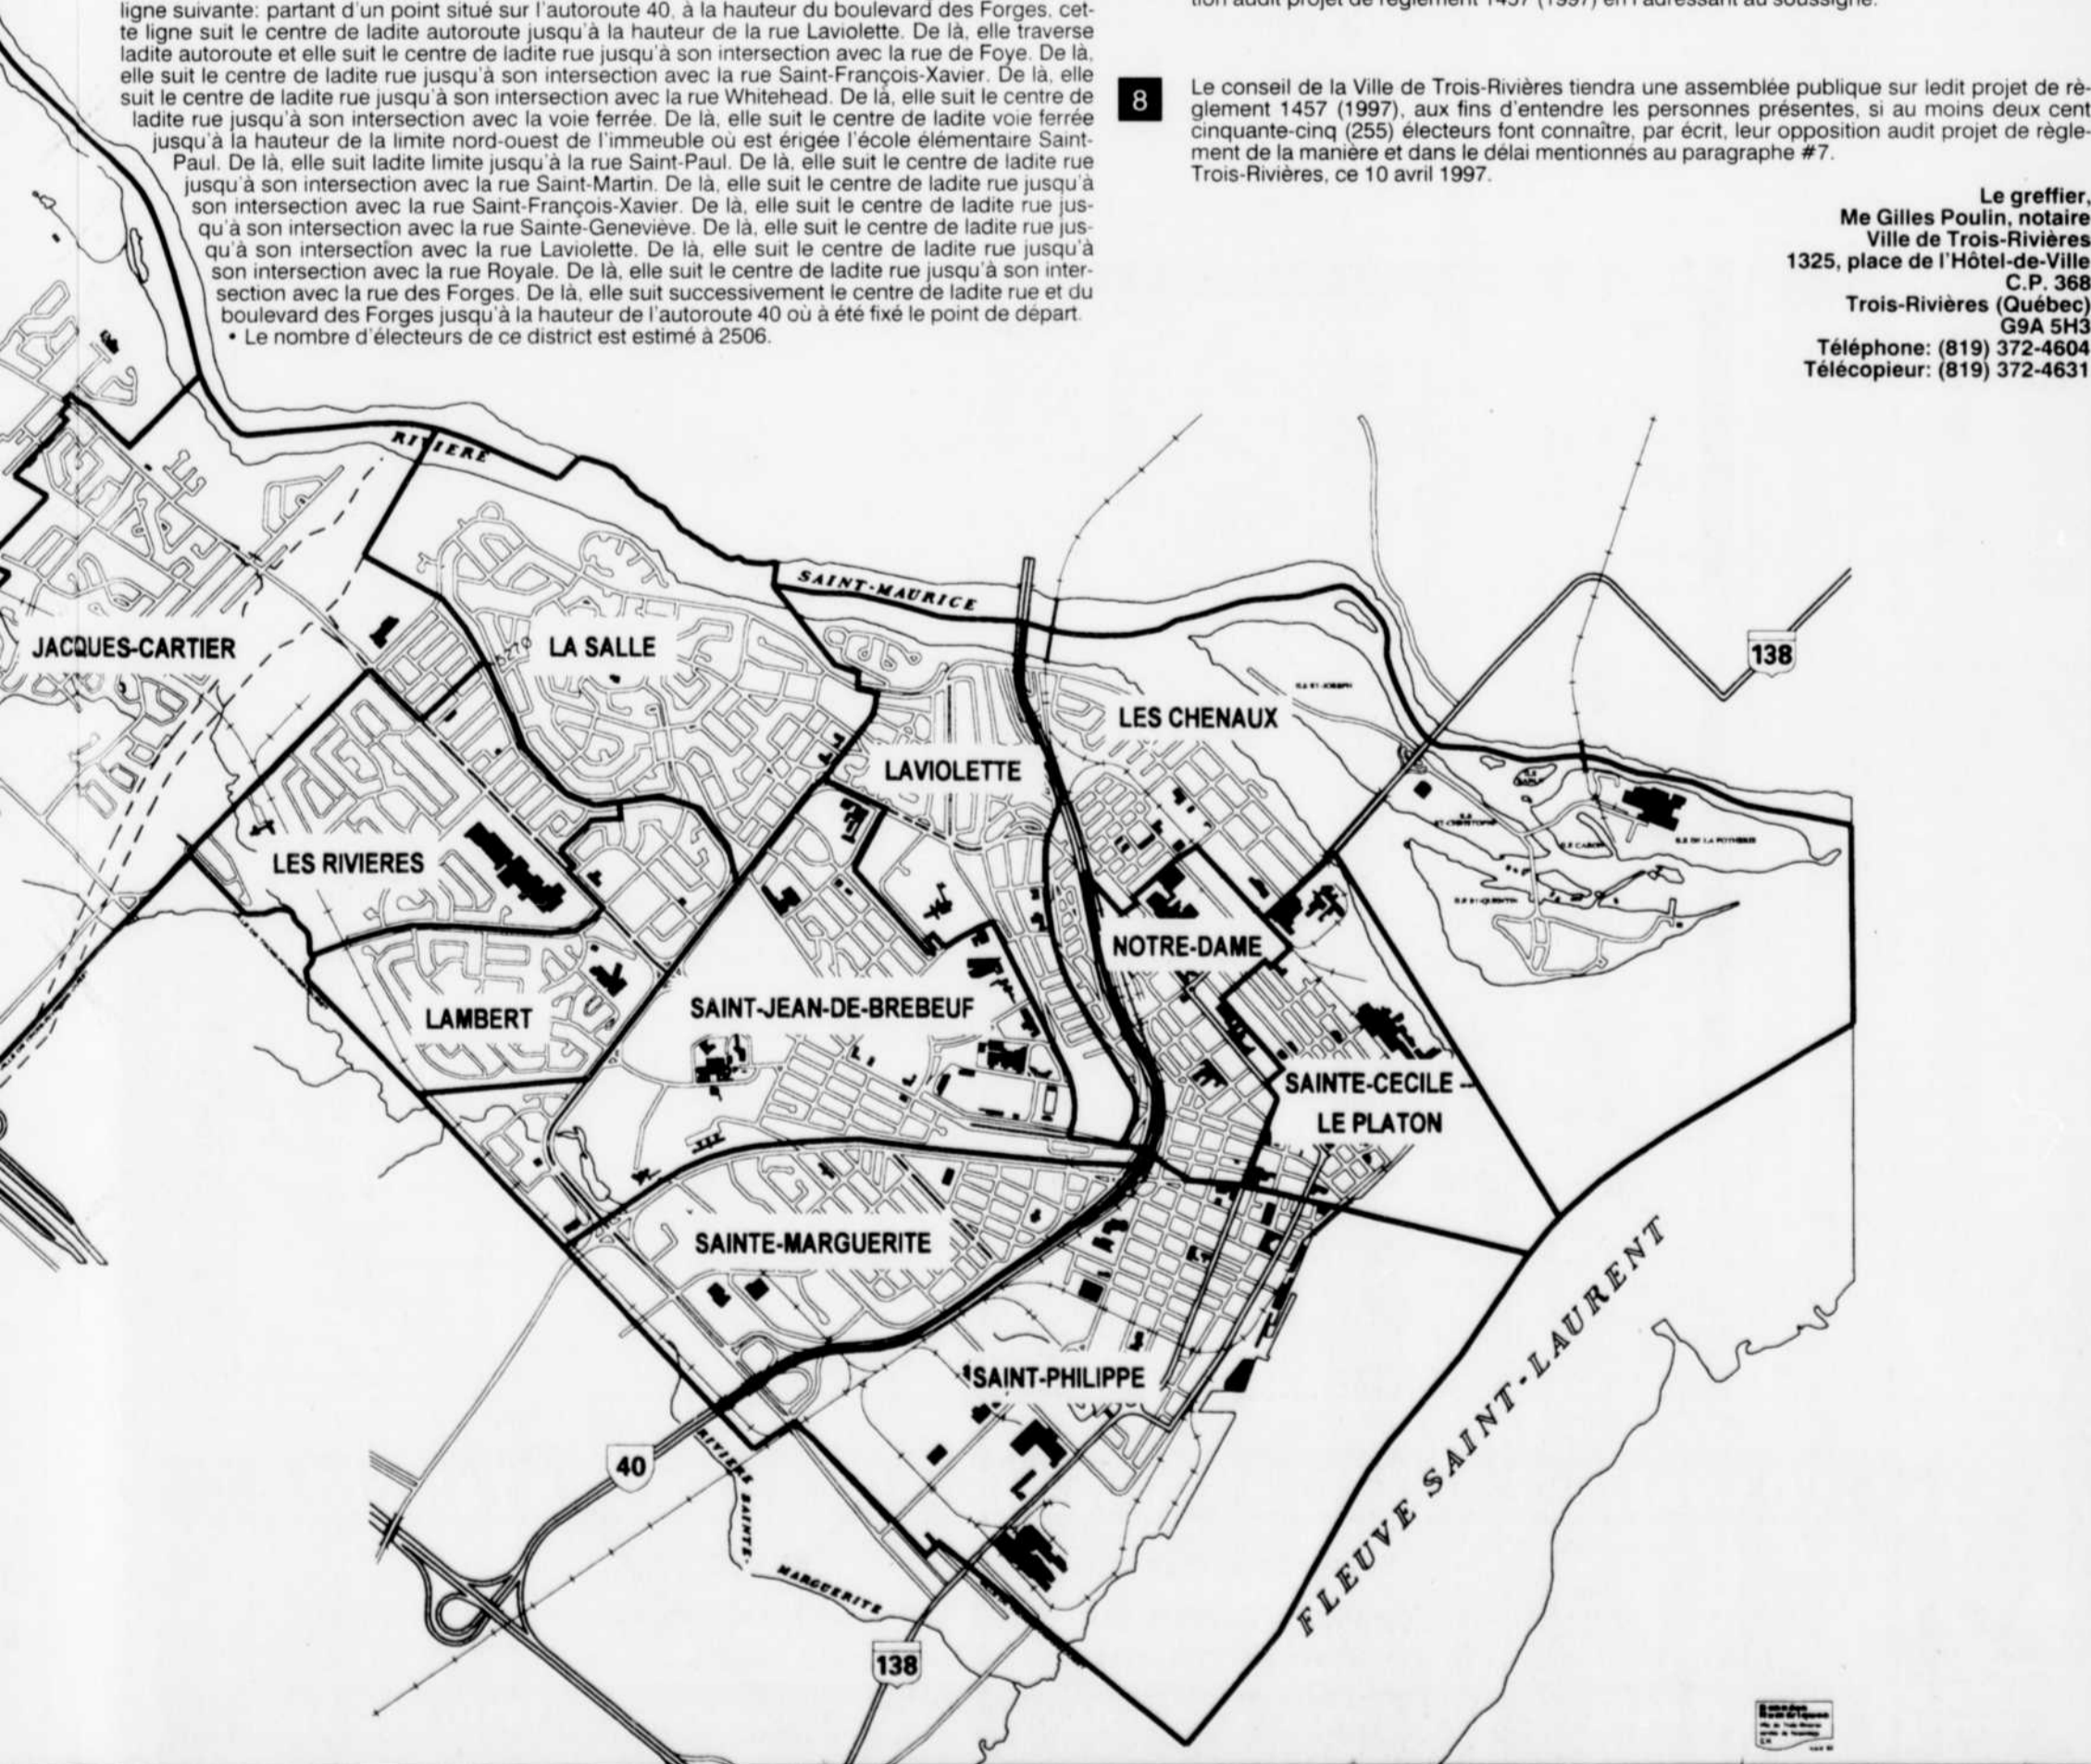 ligne suivante: partant d'un point situé sur l'autoroute 40, à la hauteur du boulevard des Forges, cet-
te ligne suit le centre de ladite autoroute jusqu'à la hauteur de la rue Laviolette. De là, elle traverse
ladite autoroute et elle suit le centre de ladite rue jusqu'à son intersection avec la rue de Foye. De là,
elle suit le centre de ladite rue jusqu'à son intersection avec la rue Saint-François-Xavier. De là, elle
suit le centre de ladite rue jusqu'à son intersection avec la rue Whitehead. De là, elle suit le centre de
ladite rue jusqu'à son intersection avec la voie ferrée. De là, elle suit le centre de ladite voie ferrée
jusqu'à la hauteur de la limite nord-ouest de l'immeuble où est érigée l'école élémentaire Saint-
Paul. De là, elle suit ladite limite jusqu'à la rue Saint-Paul. De là, elle suit le centre de ladite rue
jusqu'à son intersection avec la rue Saint-Martin. De là, elle suit le centre de ladite rue jusqu'à
son intersection avec la rue Saint-François-Xavier. De là, elle suit le centre de ladite rue jus-
qu'à son intersection avec la rue Sainte-Geneviève. De là, elle suit le centre de ladite rue jus-
qu'à son intersection avec la rue Laviolette. De là, elle suit le centre de ladite rue jusqu'à
son intersection avec la rue Royale. De là, elle suit le centre de ladite rue jusqu'à son inter-
section avec la rue des Forges. De là, elle suit successivement le centre de ladite rue et du
boulevard des Forges jusqu'à la hauteur de l'autoroute 40 où à été fixé le point de départ.
• Le nombre d'électeurs de ce district est estimé à 2506.
tion audit projet de règlement 1457 (1997) en l'adressant au soussigné.
8
Le conseil de la Ville de Trois-Rivières tiendra une assemblée publique sur ledit projet de rè-
glement 1457 (1997), aux fins d'entendre les personnes présentes, si au moins deux cent
cinquante-cinq (255) électeurs font connaître, par écrit, leur opposition audit projet de règle-
ment de la manière et dans le délai mentionnés au paragraphe #7.
Trois-Rivières, ce 10 avril 1997.
Le greffier,
Me Gilles Poulin, notaire
Ville de Trois-Rivières
1325, place de l'Hôtel-de-Ville
C.P. 368
Trois-Rivières (Québec)
G9A 5H3
Téléphone: (819) 372-4604
Télécopieur: (819) 372-4631
RIVIERE
SAINT-MAURICE
JACQUES-CARTIER
LA SALLE
138
LES CHENAUX
LAVIOLETTE
LES RIVIERES
NOTRE-DAME
LAMBERT
SAINT-JEAN-DE-BREBEUF
SAINTE-CECILE --
LE PLATON
SAINTE-MARGUERITE
SAINT-PHILIPPE
FLEUVE SAINT-LAURENT
40
RIVIERE SAINTE-
MARGUERITE
138